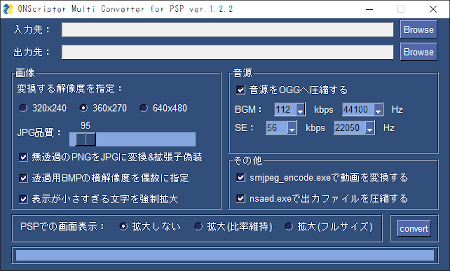 ONScripter Multi Converter for PSP ver.1.2.2
入力先： Browse
出力先： Browse
画像
変換する解像度を指定：
320x240 360x270 640x480
95
JPG品質：
無透過のPNGをJPGに変換&拡張子偽装
透過用BMPの横解像度を偶数に指定
表示が小さすぎる文字を強制拡大
音源
音源をOGGへ圧縮する
BGM： 112 kbps 44100 Hz
SE： 56 kbps 22050 Hz
その他
smjpeg_encode.exeで動画を変換する
nsaed.exeで出力ファイルを圧縮する
PSPでの画面表示： 拡大しない 拡大(比率維持) 拡大(フルサイズ) convert